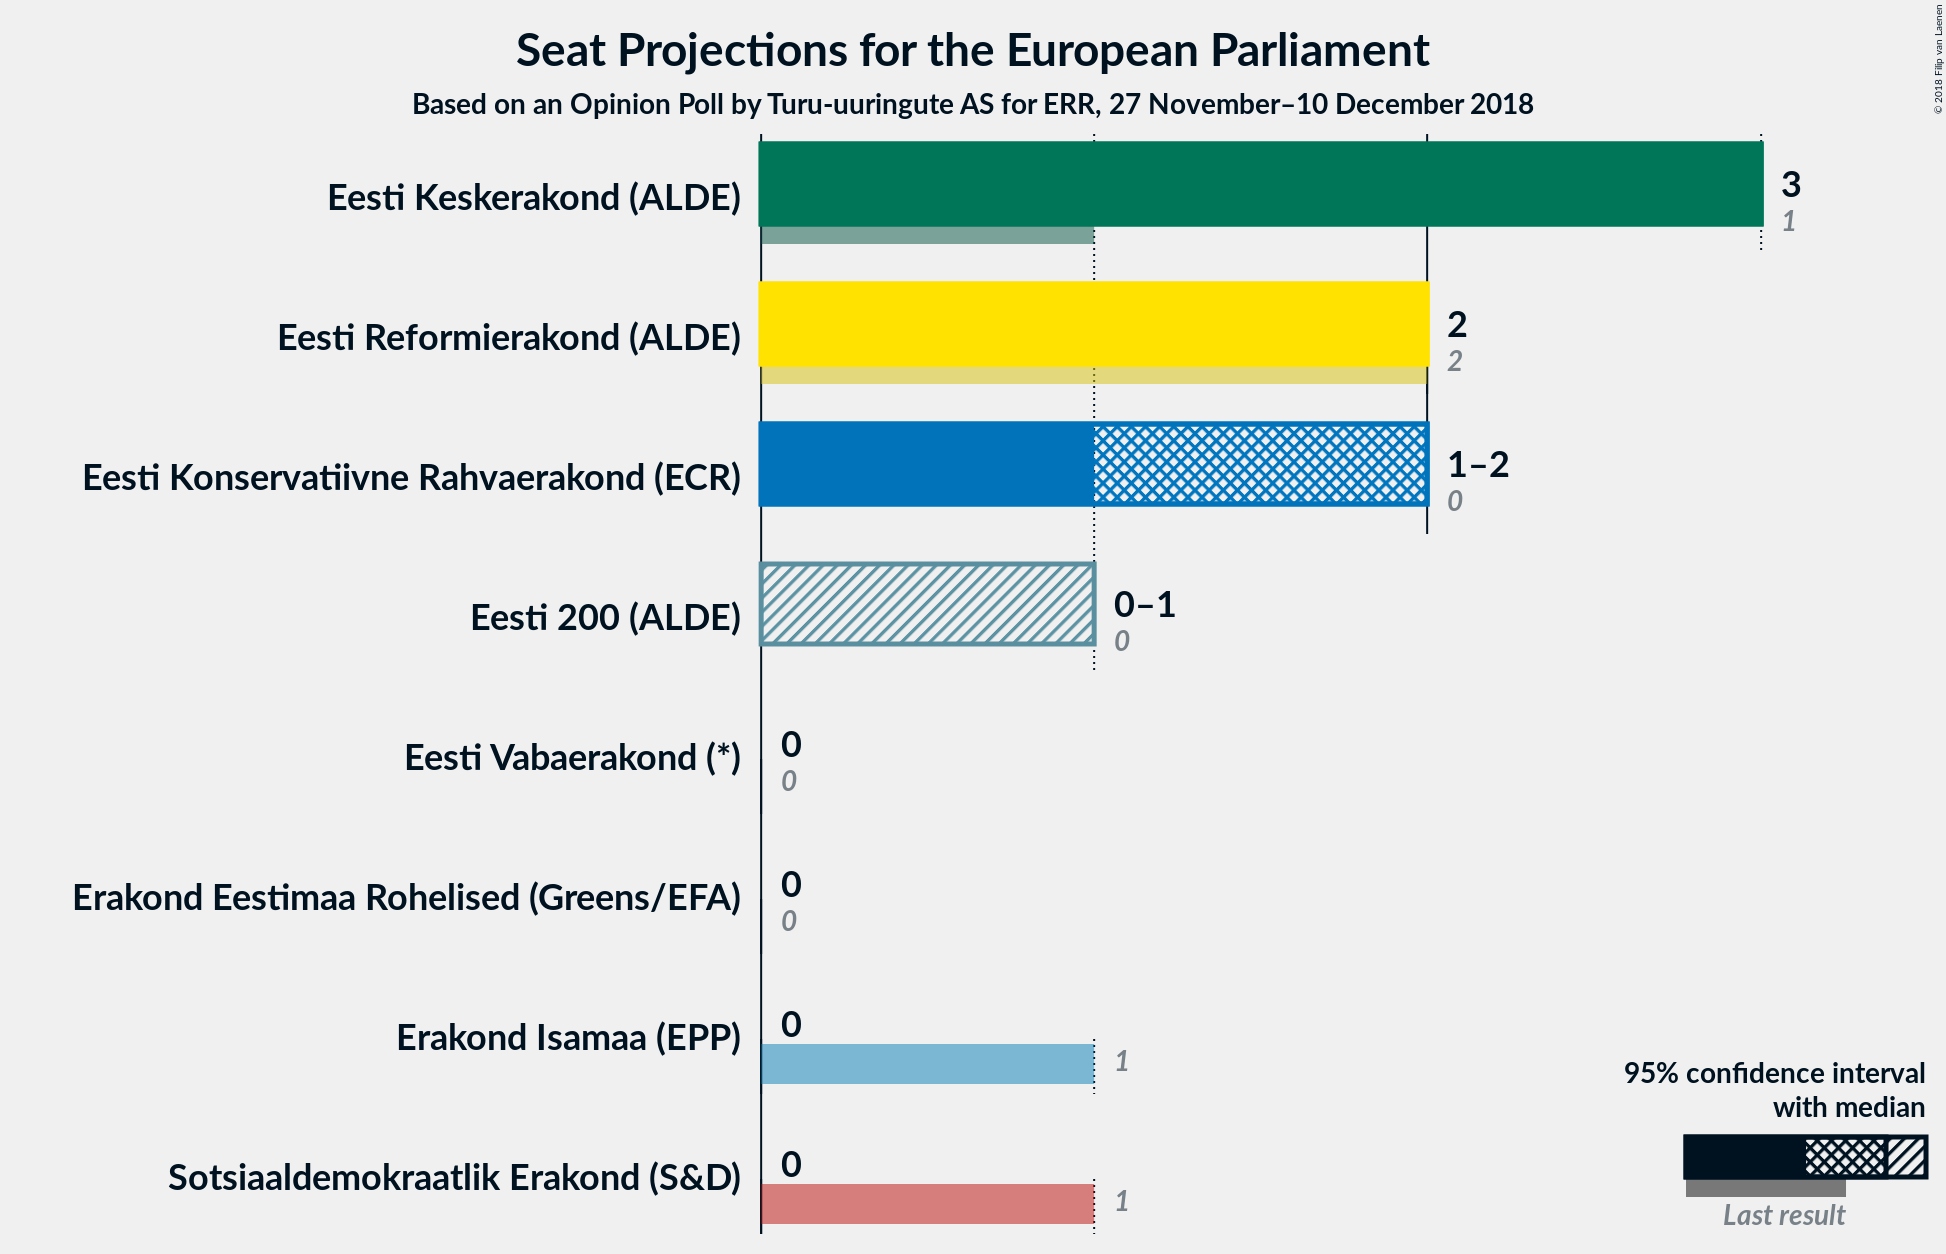 Seat Projections for the European Parliament
Based on an Opinion Poll by Turu-uuringute AS for ERR, 27 November–10 December 2018
© 2018 Filip van Laenen
Eesti Keskerakond (ALDE)
3
1
Eesti Reformierakond (ALDE)
2
2
Eesti Konservatiivne Rahvaerakond (ECR)
1–2
0
Eesti 200 (ALDE)
0–1
0
Eesti Vabaerakond (*)
0
0
Erakond Eestimaa Rohelised (Greens/EFA)
0
0
Erakond Isamaa (EPP)
0
1
Sotsiaaldemokraatlik Erakond (S&D)
0
1
95% confidence interval
with median
Last result